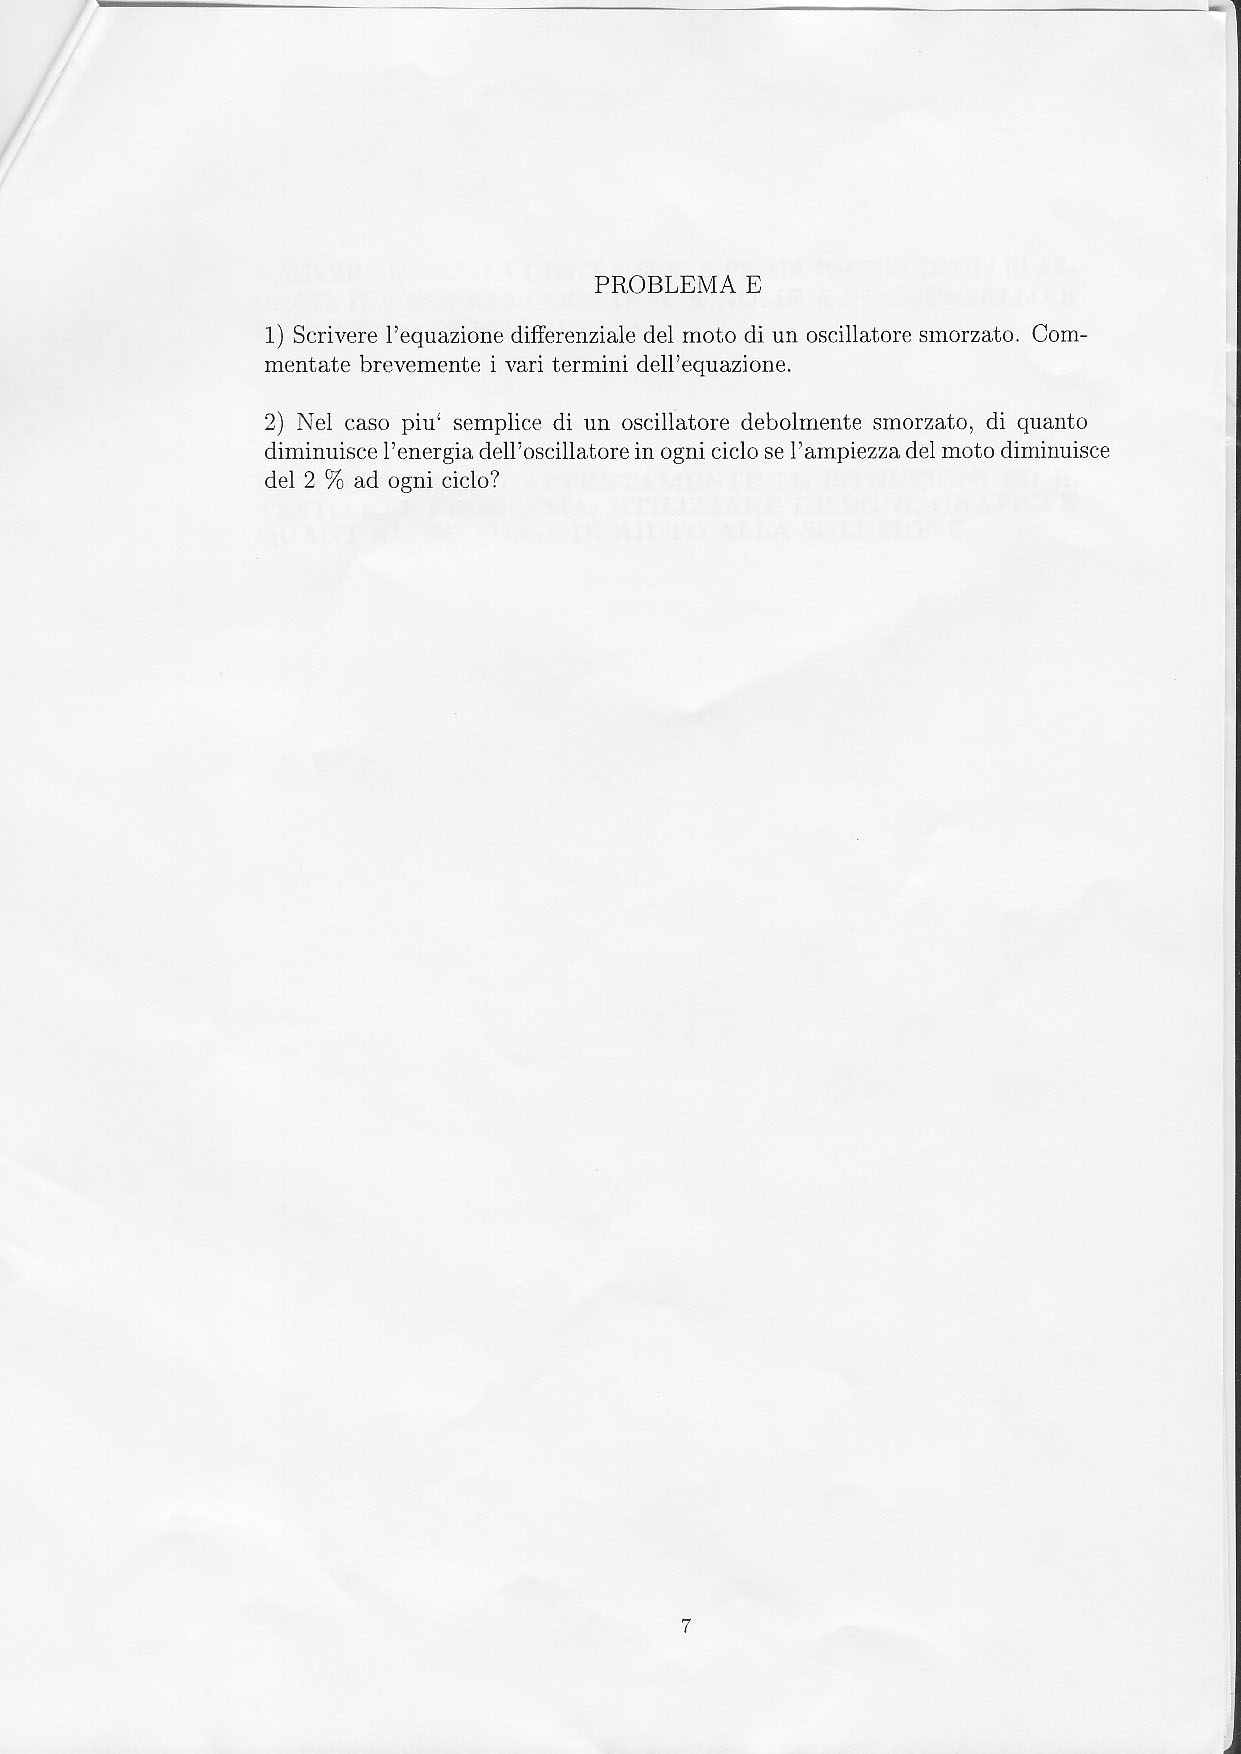 PROBLEMA E
1) Scrivere l'equazione differenziale del moto di un oscillatore smorzato. Com-
mentate brevemente i vari termini dell'equazione.
2) Nel caso piu‘ semplice di un oscillatore debolmente smorzato, di quanto
diminuisce l'energia dell'oscillatore in ogni ciclo se l'ampiezza del moto diminuisce
del 2 % ad ogni ciclo?
7